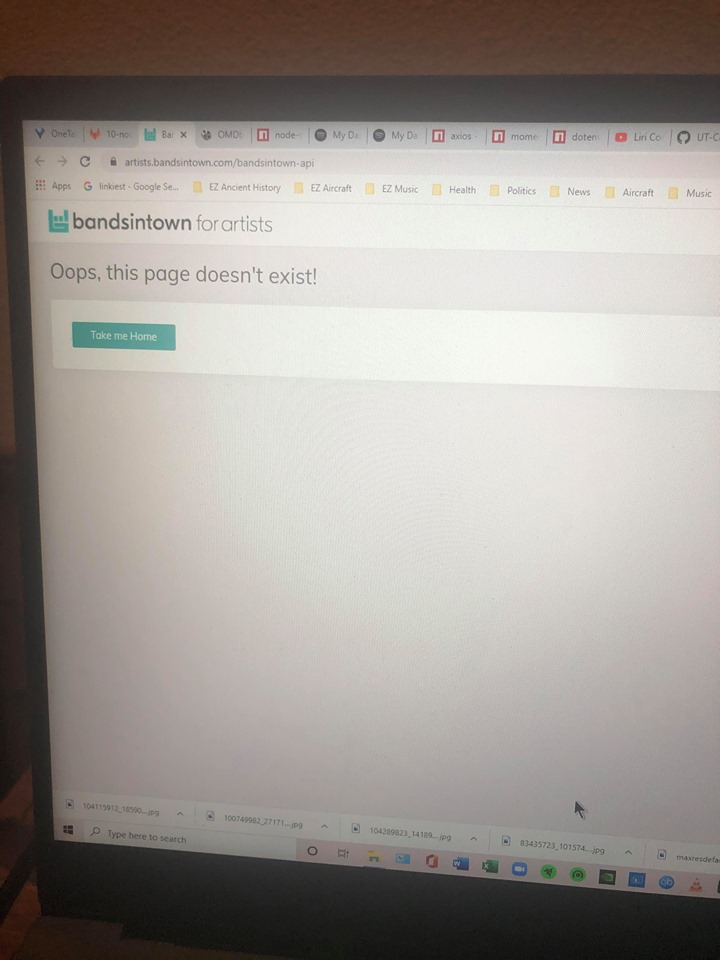 OneTa
10-no
Ba
OMDb
node-
My Da
My Da
axios -
mome
doten
Liri Co
UT-C
artists.bandsintown.com/bandsintown-api
Apps
linkiest - Google Se...
EZ Ancient History
EZ Aircraft
EZ Music
Health
Politics
News
Aircraft
Music
bandsintown for artists
Oops, this page doesn't exist!
Take me Home
104115912_18590....jpg
100749982_27171....jpg
104289823_14189....jpg
83435723_101574....jpg
maxresdefa
Type here to search